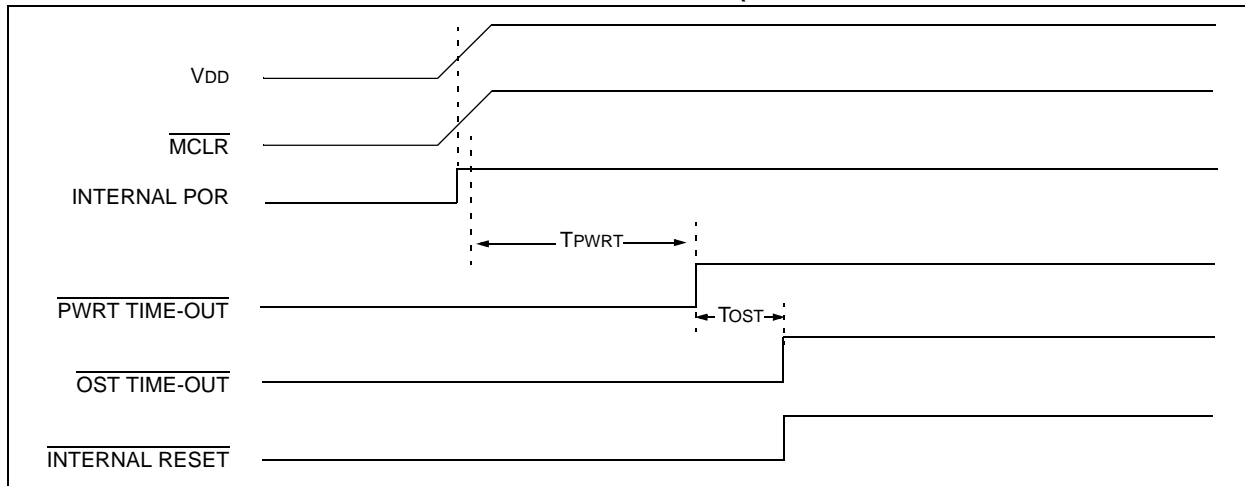 VDD
MCLR
INTERNAL POR
TPWRT
PWRT TIME-OUT
TOST
OST TIME-OUT
INTERNAL RESET